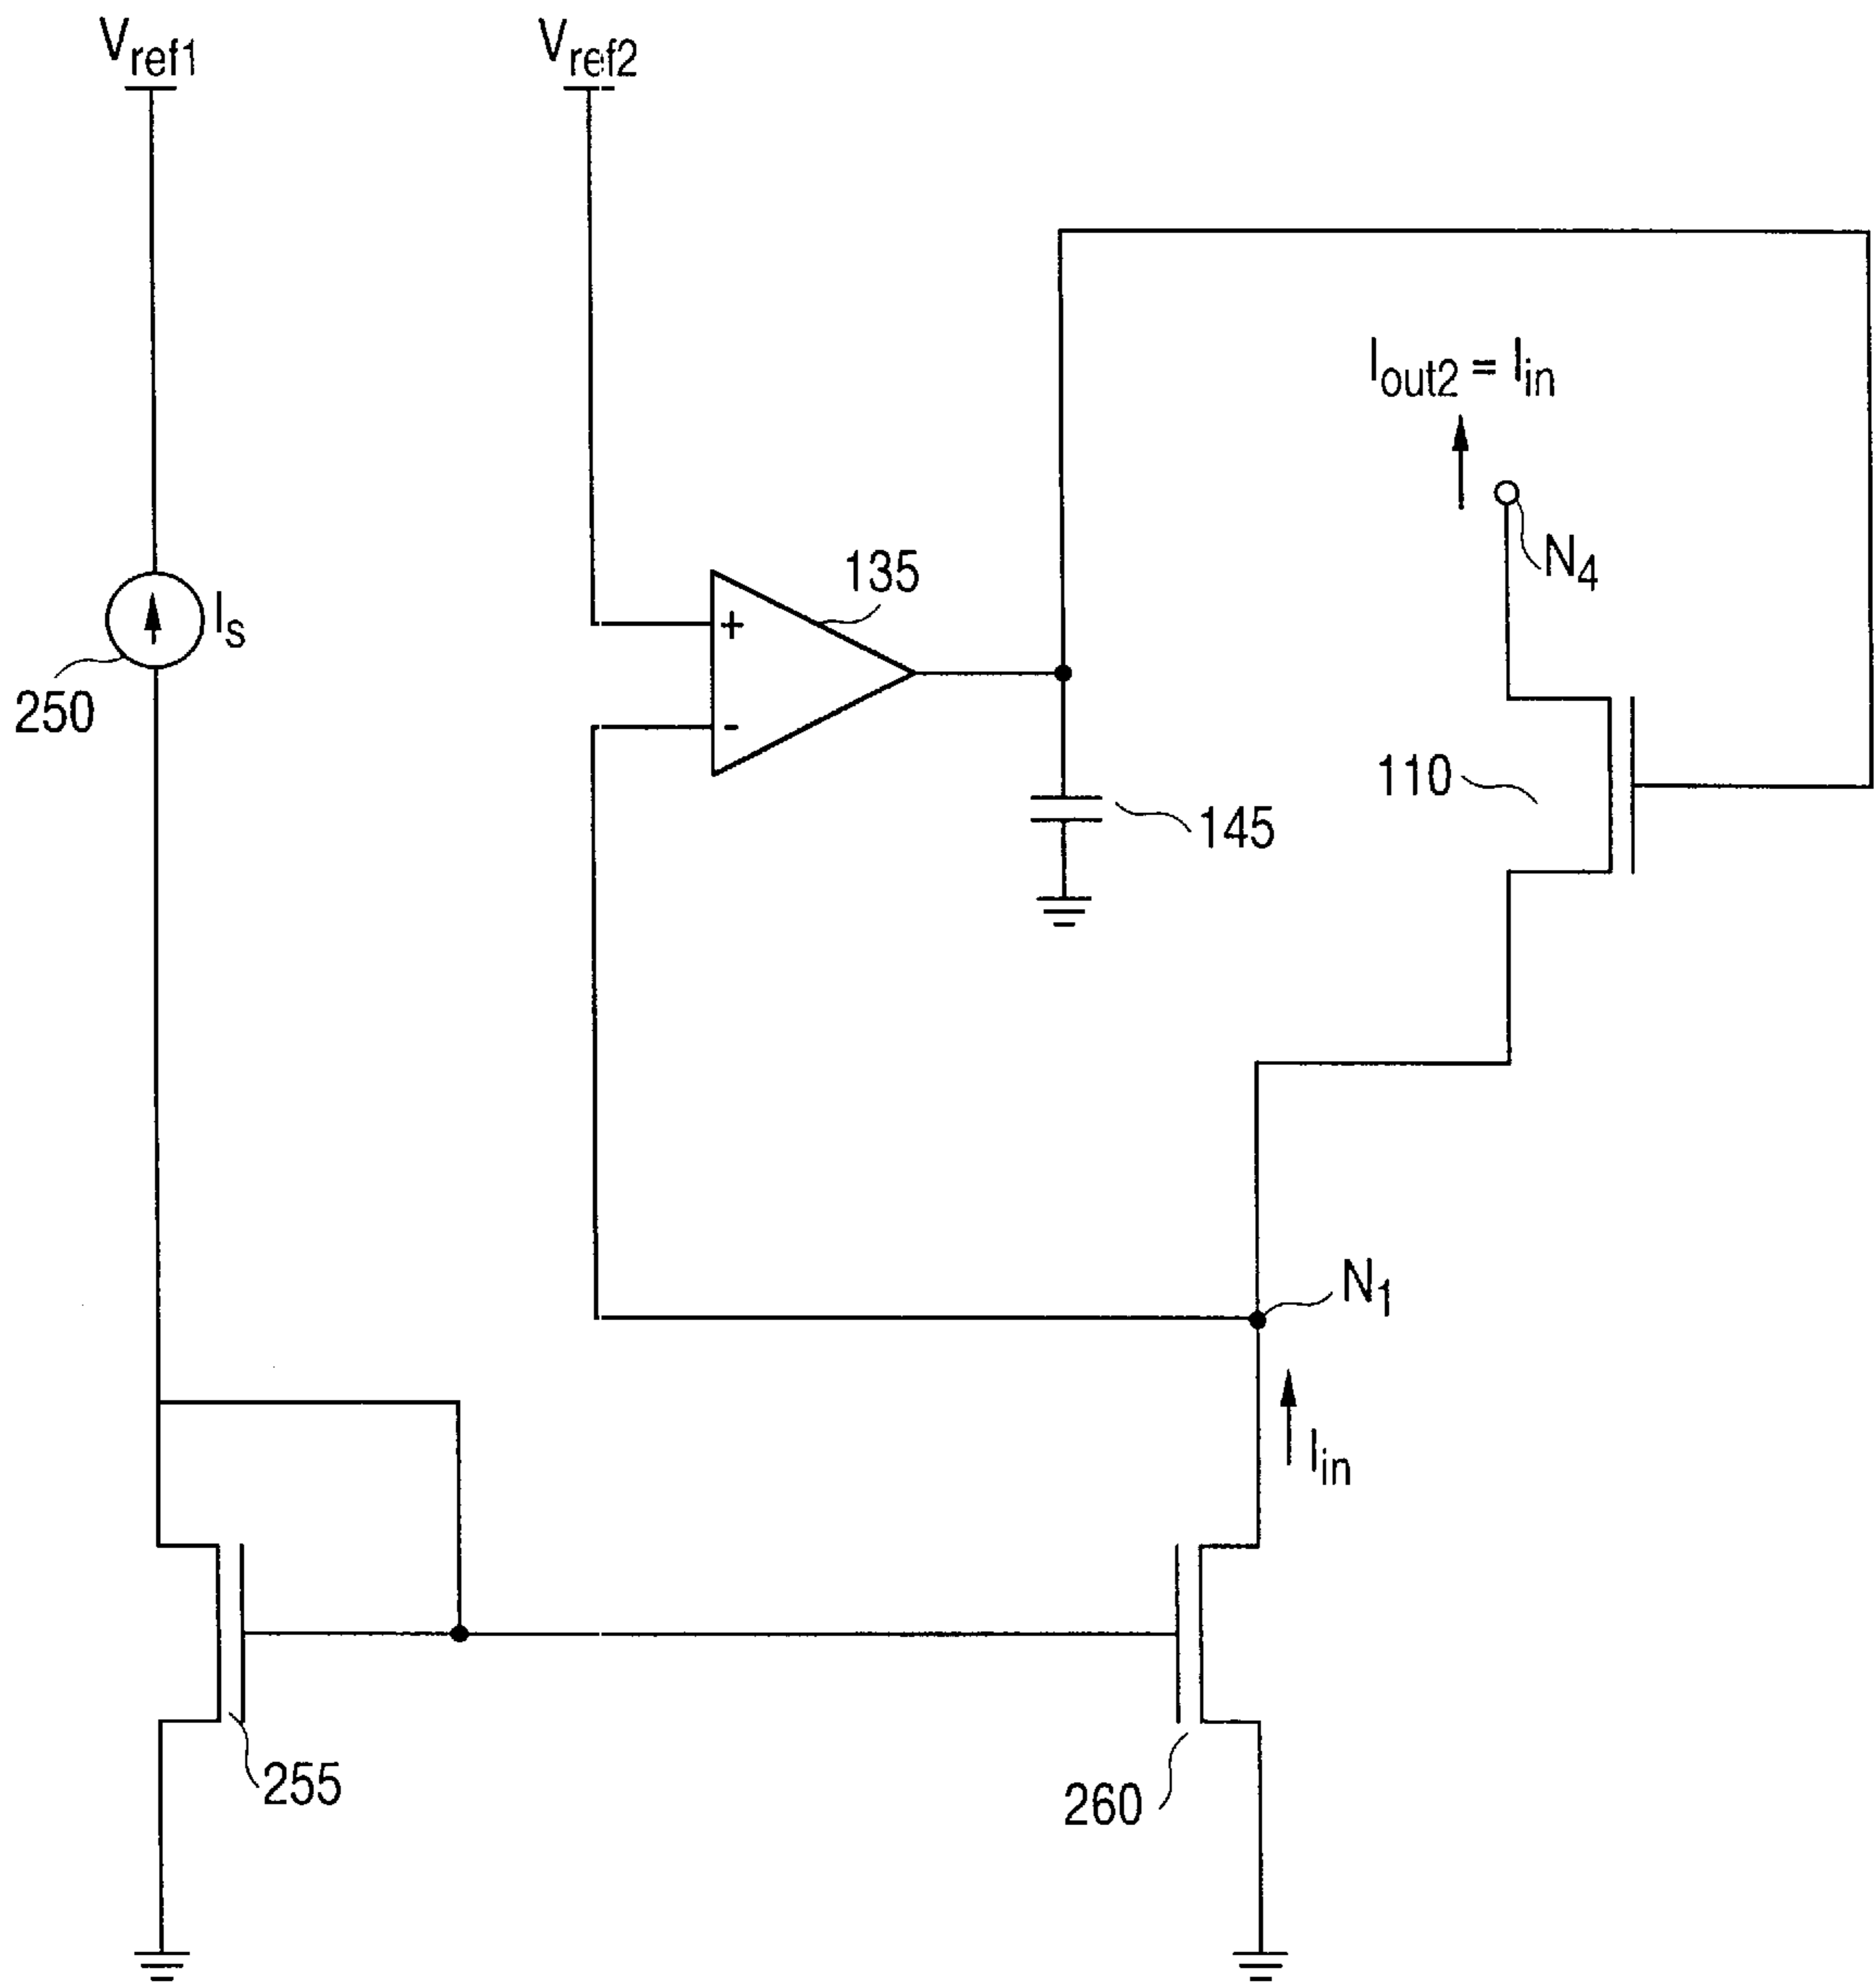 Vref1
Vref2
Iout2 = Iin
N4
135
+
-
Is
250
110
145
N1
Iin
255
260